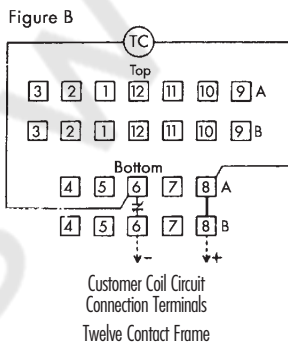 Figure B
TC
Top
3 2 1 12 11 10 9 A
3 2 1 12 11 10 9 B
Bottom
4 5 6 7 8 A
4 5 6 7 8 B
- +
Customer Coil Circuit
Connection Terminals
Twelve Contact Frame